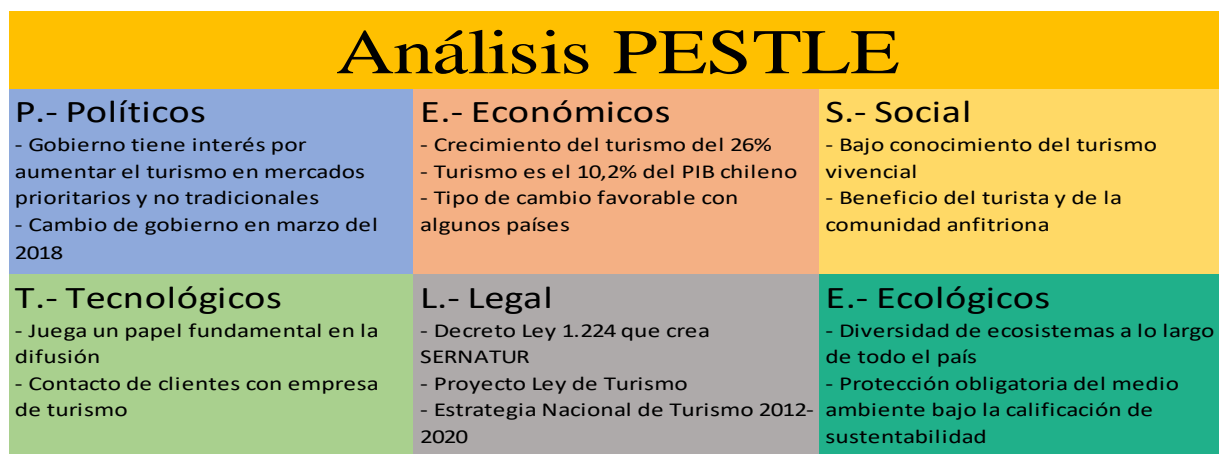 Análisis PESTLE
P.- Políticos
- Gobierno tiene interés por
aumentar el turismo en mercados
prioritarios y no tradicionales
- Cambio de gobierno en marzo del
2018
E.- Económicos
- Crecimiento del turismo del 26%
- Turismo es el 10,2% del PIB chileno
- Tipo de cambio favorable con
algunos países
S.- Social
- Bajo conocimiento del turismo
vivencial
- Beneficio del turista y de la
comunidad anfitriona
T.- Tecnológicos
- Juega un papel fundamental en la
difusión
- Contacto de clientes con empresa
de turismo
L.- Legal
- Decreto Ley 1.224 que crea
SERNATUR
- Proyecto Ley de Turismo
- Estrategia Nacional de Turismo 2012-
2020
E.- Ecológicos
- Diversidad de ecosistemas a lo largo
de todo el país
- Protección obligatoria del medio
ambiente bajo la calificación de
sustentabilidad